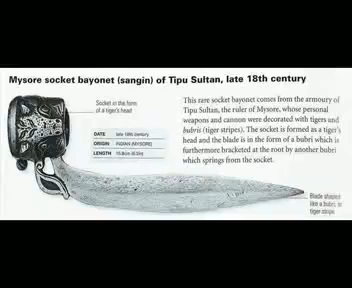 Mysore socket bayonet (sangin) of Tipu Sultan, late 18th century
Socket in the form
of a tiger's head
This rare socket bayonet comes from the armoury of
Tipu Sultan, the ruler of Mysore, whose personal
weapons and cannon were decorated with tigers and
bubris (tiger stripes). The socket is formed as a tiger's
head and the blade is in the form of a bubri which is
furthermore bracketed at the root by another bubri
which springs from the socket.
DATE late 18th century
ORIGIN INDIAN (MYSORE)
LENGTH
Blade shaped
like a bubri, or
tiger stripe